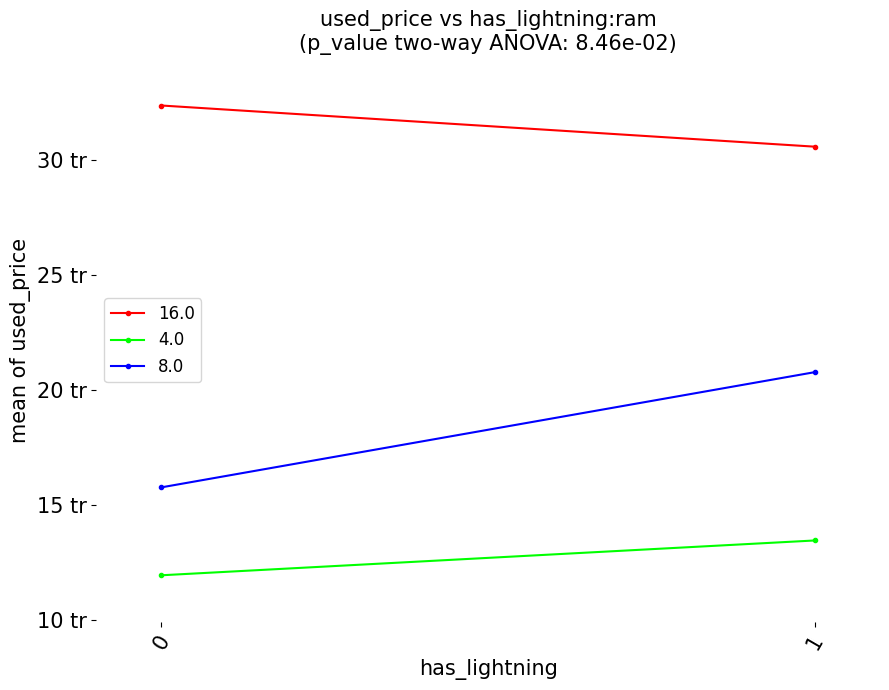 used_price vs has_lightning:ram
(p_value two-way ANOVA: 8.46e-02)
30 tr
25 tr
20 tr
15 tr
10 tr
mean of used_price
16.0
4.0
8.0
0
1
has_lightning